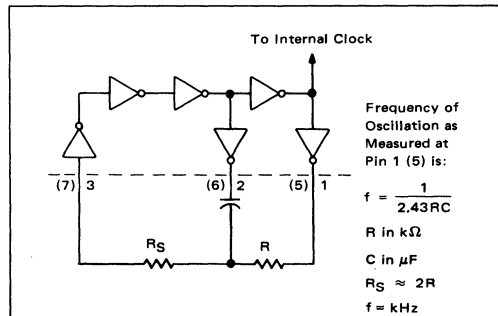 To Internal Clock
Frequency of
Oscillation as
Measured at
Pin 1 (5) is:
f = 1 / 2.43RC
R in kΩ
C in μF
RS ≈ 2R
f = kHz
(7) 3
(6) 2
(5) 1
RS
R